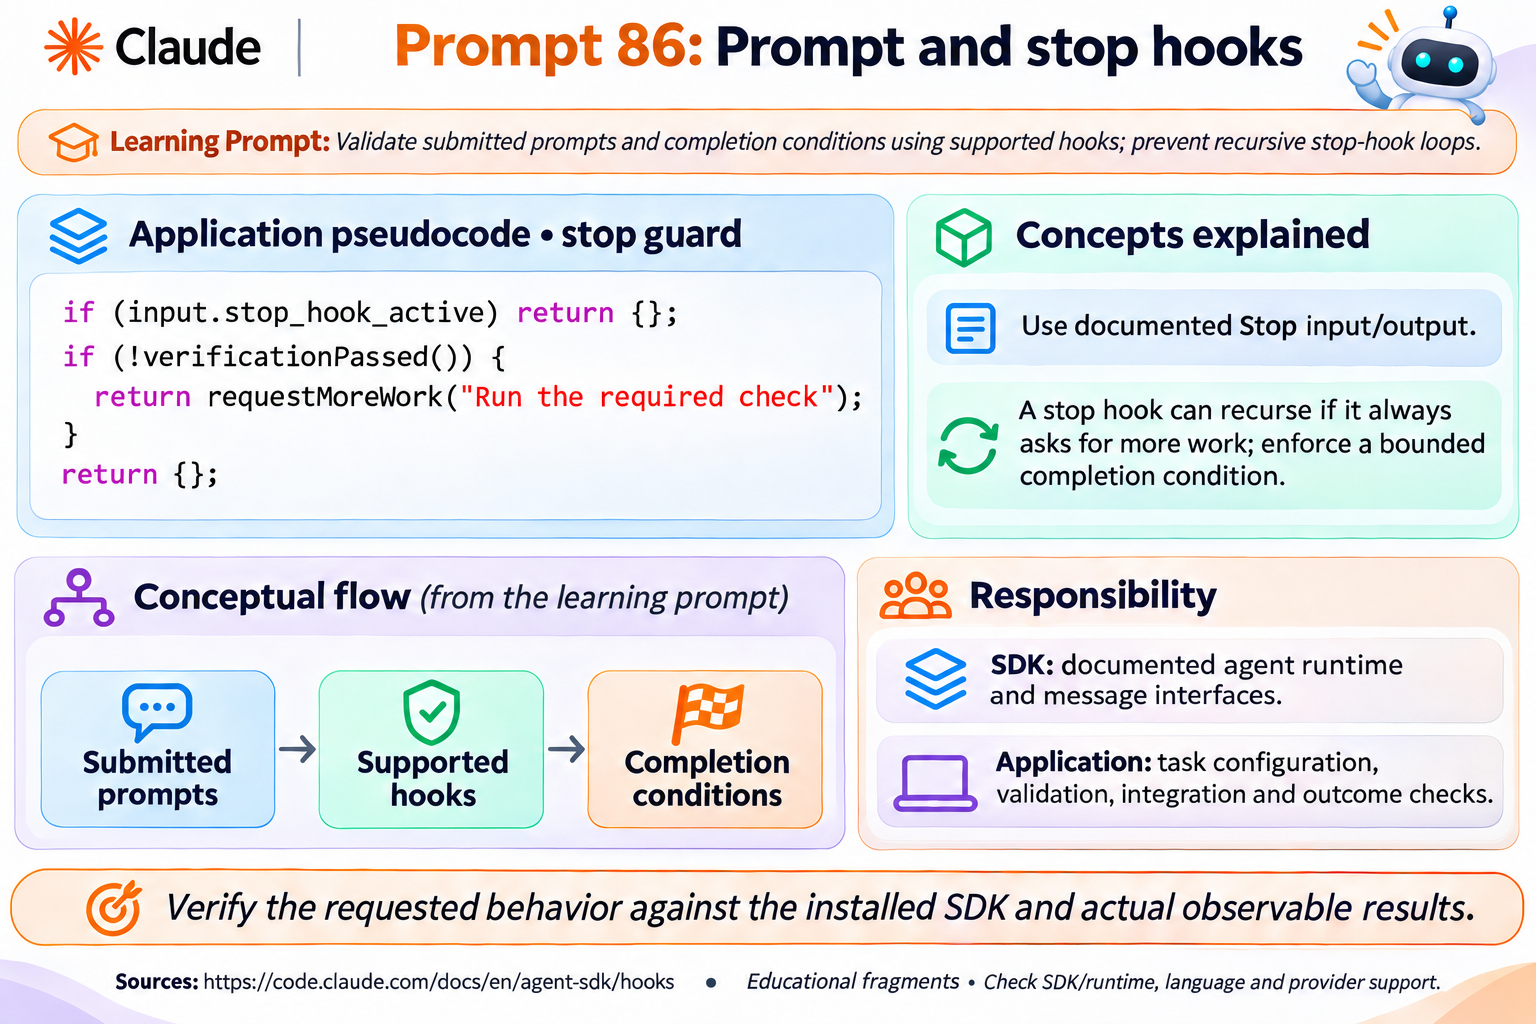 Claude
Prompt 86: Prompt and stop hooks
Learning Prompt: Validate submitted prompts and completion conditions using supported hooks; prevent recursive stop-hook loops.
Application pseudocode • stop guard
if (input.stop_hook_active) return {};
if (!verificationPassed()) {
  return requestMoreWork("Run the required check");
}
return {};
Concepts explained
Use documented Stop input/output.
A stop hook can recurse if it always
asks for more work; enforce a bounded
completion condition.
Conceptual flow (from the learning prompt)
Submitted
prompts
Supported
hooks
Completion
conditions
Responsibility
SDK: documented agent runtime
and message interfaces.
Application: task configuration,
validation, integration and outcome checks.
Verify the requested behavior against the installed SDK and actual observable results.
Sources: https://code.claude.com/docs/en/agent-sdk/hooks • Educational fragments • Check SDK/runtime, language and provider support.